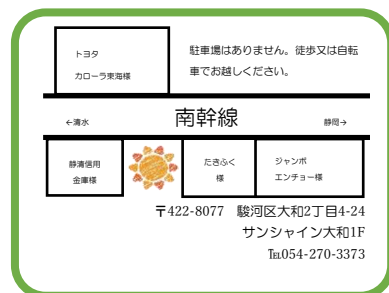 トヨタ
カローラ東海様
駐車場はありません。徒歩又は自転
車でお越しください。
←清水
南幹線
静岡→
静清信用
金庫様
たきふく
様
ジャンボ
エンチョー様
〒422-8077　駿河区大和2丁目4-24
サンシャイン大和1F
℡054-270-3373